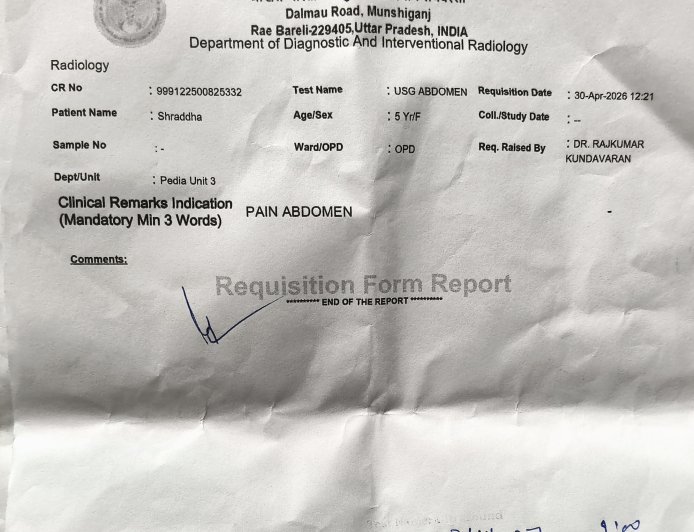 Dalmau Road, Munshiganj
Rae Bareli-229405,Uttar Pradesh, INDIA
Department of Diagnostic And Interventional Radiology
Radiology
CR No : 999122500825332 Test Name : USG ABDOMEN Requisition Date : 30-Apr-2026 12:21
Patient Name : Shraddha Age/Sex : 5 Yr/F Coll./Study Date : --
Sample No : - Ward/OPD : OPD Req. Raised By : DR. RAJKUMAR
KUNDAVARAN
Dept/Unit : Pedia Unit 3
Clinical Remarks Indication
(Mandatory Min 3 Words) PAIN ABDOMEN
-
Comments:
Requisition Form Report
********** END OF THE REPORT **********